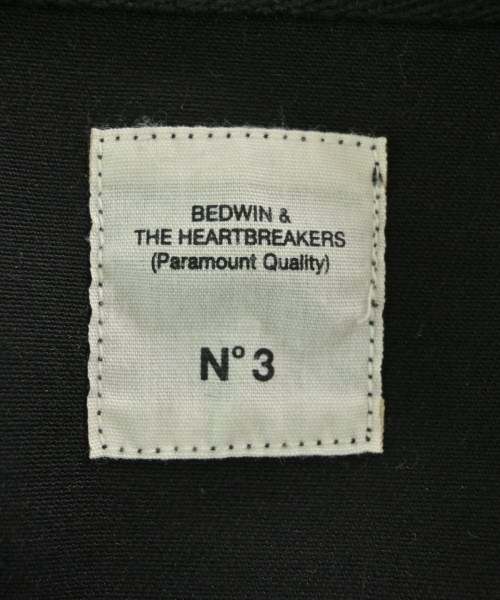 BEDWIN &
THE HEARTBREAKERS
(Paramount Quality)
N° 3